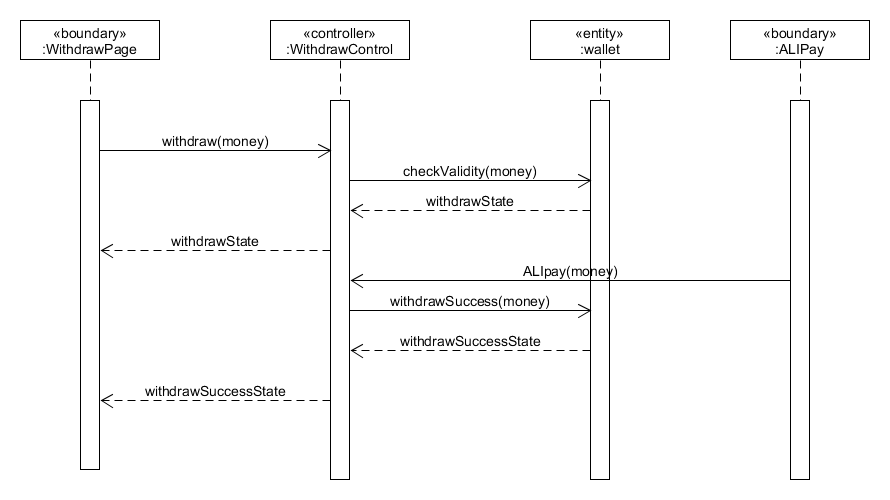 «boundary»
:WithdrawPage
«controller»
:WithdrawControl
«entity»
:wallet
«boundary»
:ALIPay
withdraw(money)
checkValidity(money)
withdrawState
withdrawState
ALIpay(money)
withdrawSuccess(money)
withdrawSuccessState
withdrawSuccessState